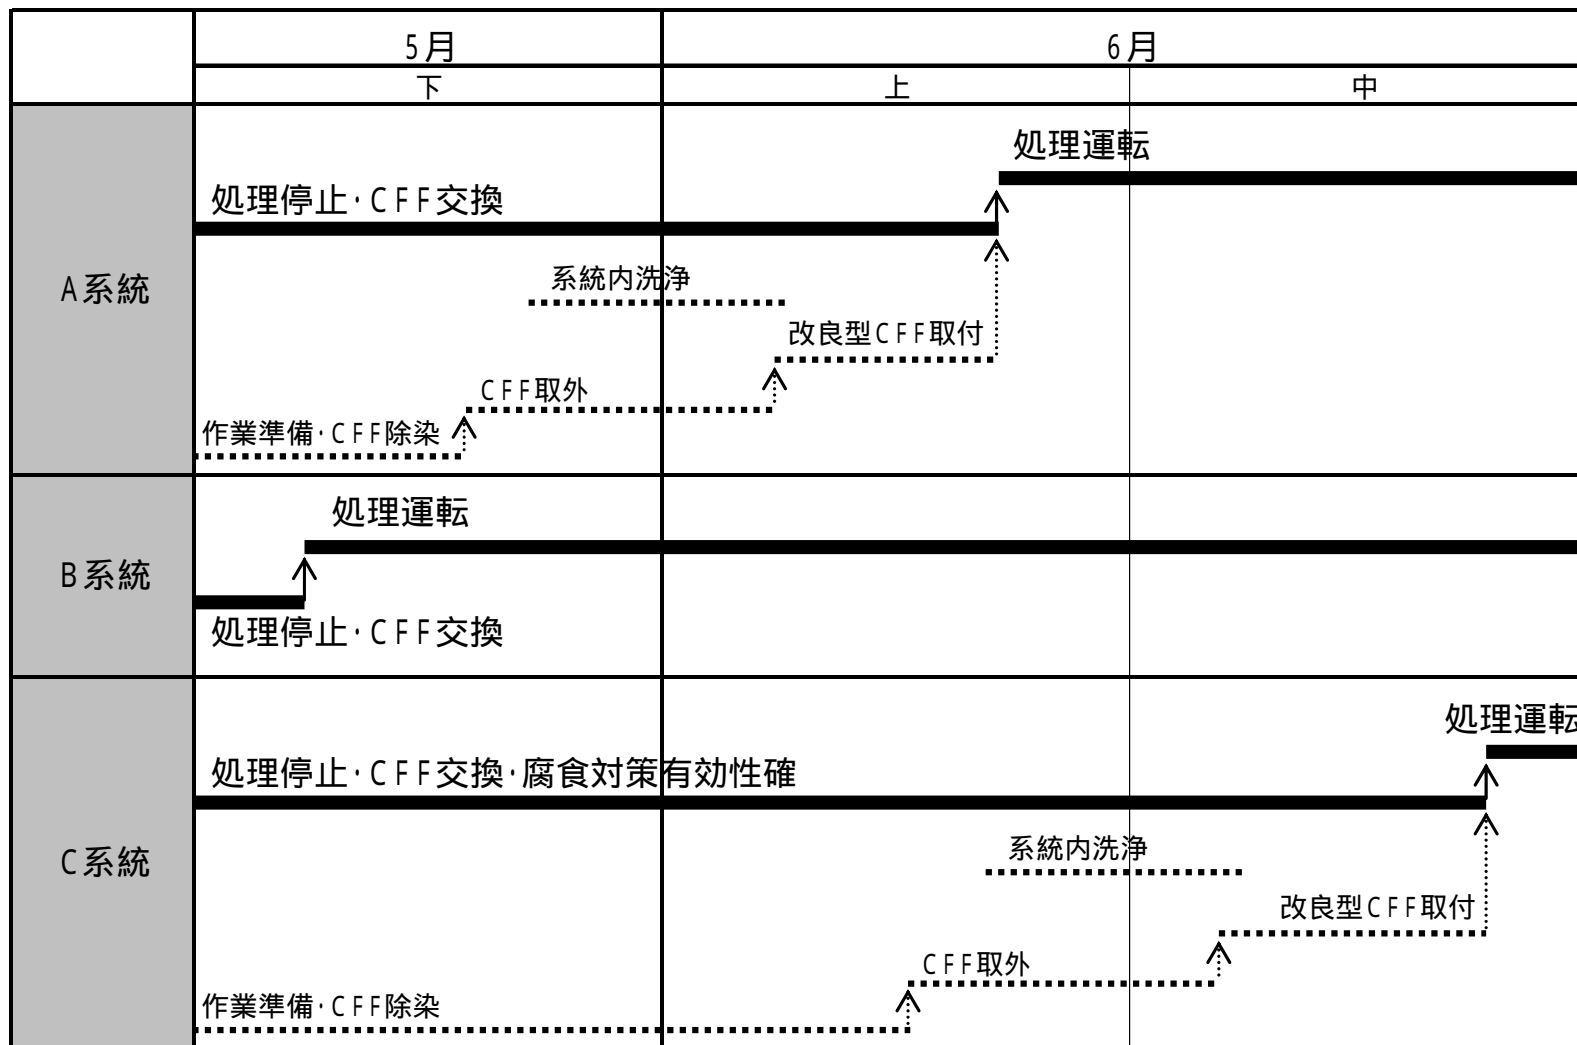 5月
6月
下
上
中
A系統
処理運転
処理停止・CFF交換
系統内洗浄
改良型CFF取付
CFF取外
作業準備・CFF除染
B系統
処理運転
処理停止・CFF交換
C系統
処理運転
処理停止・CFF交換・腐食対策有効性確
系統内洗浄
改良型CFF取付
CFF取外
作業準備・CFF除染